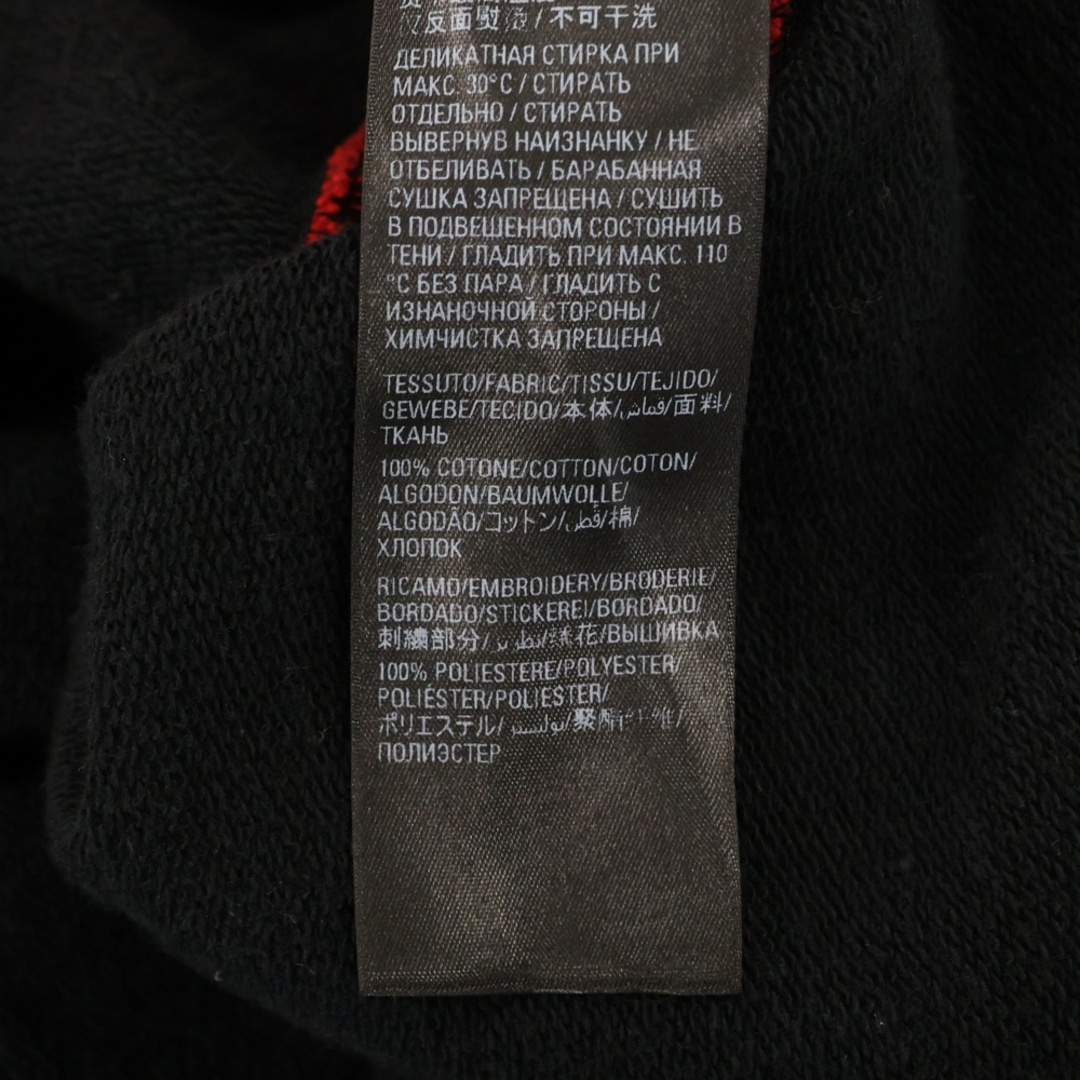 反面熨烫/不可干洗
ДЕЛИКАТНАЯ СТИРКА ПРИ
МАКС. 30°C / СТИРАТЬ
ОТДЕЛЬНО / СТИРАТЬ
ВЫВЕРНУВ НАИЗНАНКУ / НЕ
ОТБЕЛИВАТЬ / БАРАБАННАЯ
СУШКА ЗАПРЕЩЕНА / СУШИТЬ
В ПОДВЕШЕННОМ СОСТОЯНИИ В
ТЕНИ / ГЛАДИТЬ ПРИ МАКС. 110
°C БЕЗ ПАРА / ГЛАДИТЬ С
ИЗНАНОЧНОЙ СТОРОНЫ /
ХИМЧИСТКА ЗАПРЕЩЕНА
TESSUTO/FABRIC/TISSU/TEJIDO/
GEWEBE/TECIDO/本体/قماش/面料/
ТКАНЬ
100% COTONE/COTTON/COTON/
ALGODON/BAUMWOLLE/
ALGODÃO/コットン/قطن/棉/
ХЛОПОК
RICAMO/EMBROIDERY/BRODERIE/
BORDADO/STICKEREI/BORDADO/
刺繍部分/تطريز/绣花/ВЫШИВКА
100% POLIESTERE/POLYESTER/
POLIÉSTER/POLIESTER/
ポリエステル/بوليستر/聚酯纤维/
ПОЛИЭСТЕР